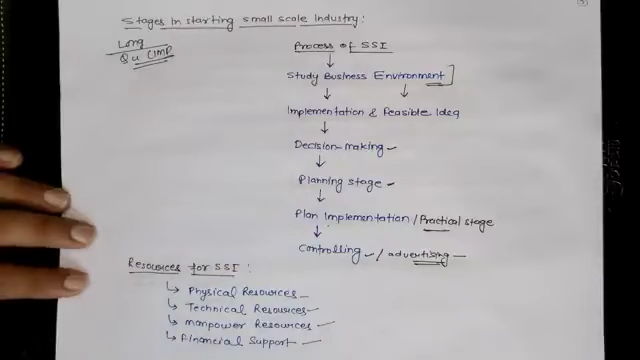 Stages in starting small scale Industry:
Long
Qu (IMP)
Process of SSI
Study Business Environment
Implementation & Feasible Idea
Decision-making
Planning stage
Plan Implementation / Practical stage
Controlling / advertising
Resources for SSI:
Physical Resources
Technical Resources
manpower Resources
financial Support